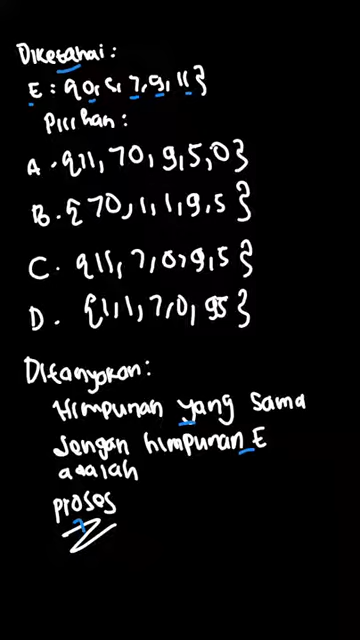 Diketahai:
E : {0, 5, 7, 9, 11}
Pilihan:
A. {11, 70, 9, 5, 0}
B. {70, 1, 1, 9, 5}
C. {11, 7, 0, 9, 5}
D. {1, 1, 7, 0, 95}
Ditanyakan:
Himpunan yang sama
dengan himpunan E
adalah
proses